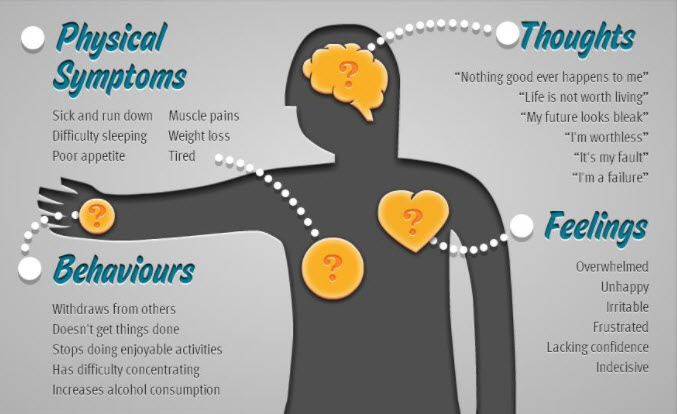 Physical
Symptoms
Sick and run down
Difficulty sleeping
Poor appetite
Muscle pains
Weight loss
Tired
Thoughts
“Nothing good ever happens to me”
“Life is not worth living”
“My future looks bleak”
“I'm worthless”
“It's my fault”
“I'm a failure”
?
?
?
?
Behaviours
Withdraws from others
Doesn't get things done
Stops doing enjoyable activities
Has difficulty concentrating
Increases alcohol consumption
Feelings
Overwhelmed
Unhappy
Irritable
Frustrated
Lacking confidence
Indecisive